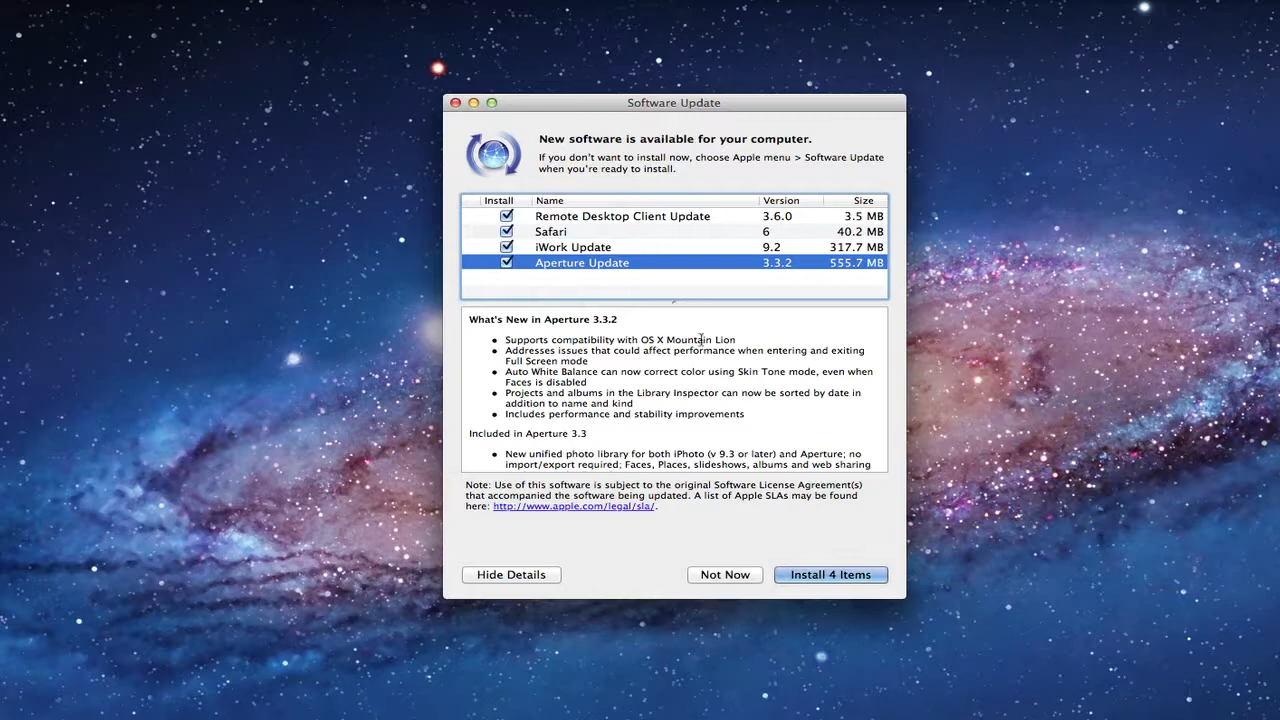 Software Update
New software is available for your computer.
If you don't want to install now, choose Apple menu > Software Update
when you're ready to install.
Install Name Version Size
Remote Desktop Client Update 3.6.0 3.5 MB
Safari 6 40.2 MB
iWork Update 9.2 317.7 MB
Aperture Update 3.3.2 555.7 MB
What's New in Aperture 3.3.2
• Supports compatibility with OS X Mountain Lion
• Addresses issues that could affect performance when entering and exiting
Full Screen mode
• Auto White Balance can now correct color using Skin Tone mode, even when
Faces is disabled
• Projects and albums in the Library Inspector can now be sorted by date in
addition to name and kind
• Includes performance and stability improvements
Included in Aperture 3.3
• New unified photo library for both iPhoto (v 9.3 or later) and Aperture; no
import/export required; Faces, Places, slideshows, albums and web sharing
Note: Use of this software is subject to the original Software License Agreement(s)
that accompanied the software being updated. A list of Apple SLAs may be found
here: http://www.apple.com/legal/sla/.
Hide Details Not Now Install 4 Items